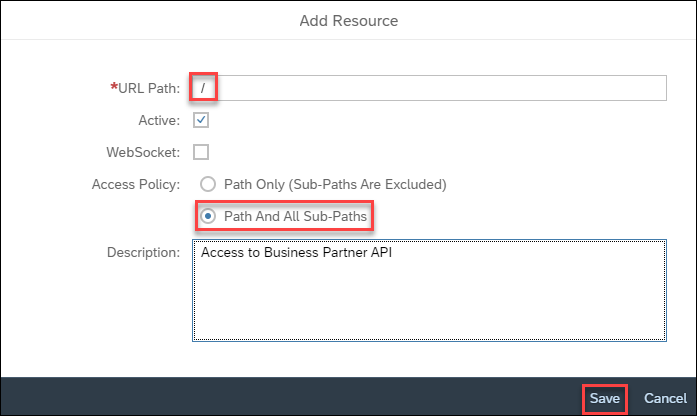 Add Resource
*URL Path: /
Active:
WebSocket:
Access Policy: Path Only (Sub-Paths Are Excluded)
Path And All Sub-Paths
Description: Access to Business Partner API
Save Cancel